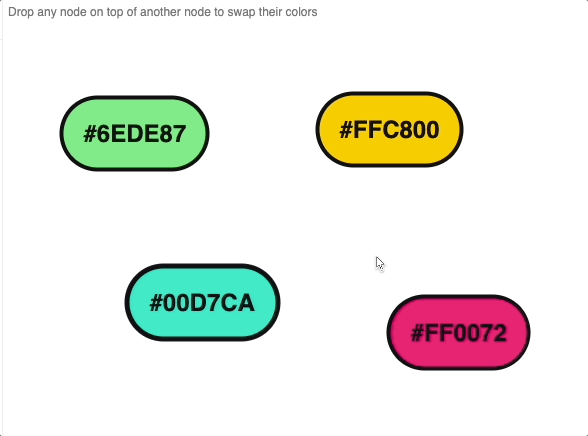 Drop any node on top of another node to swap their colors
#6EDE87
#FFC800
#00D7CA
#FF0072